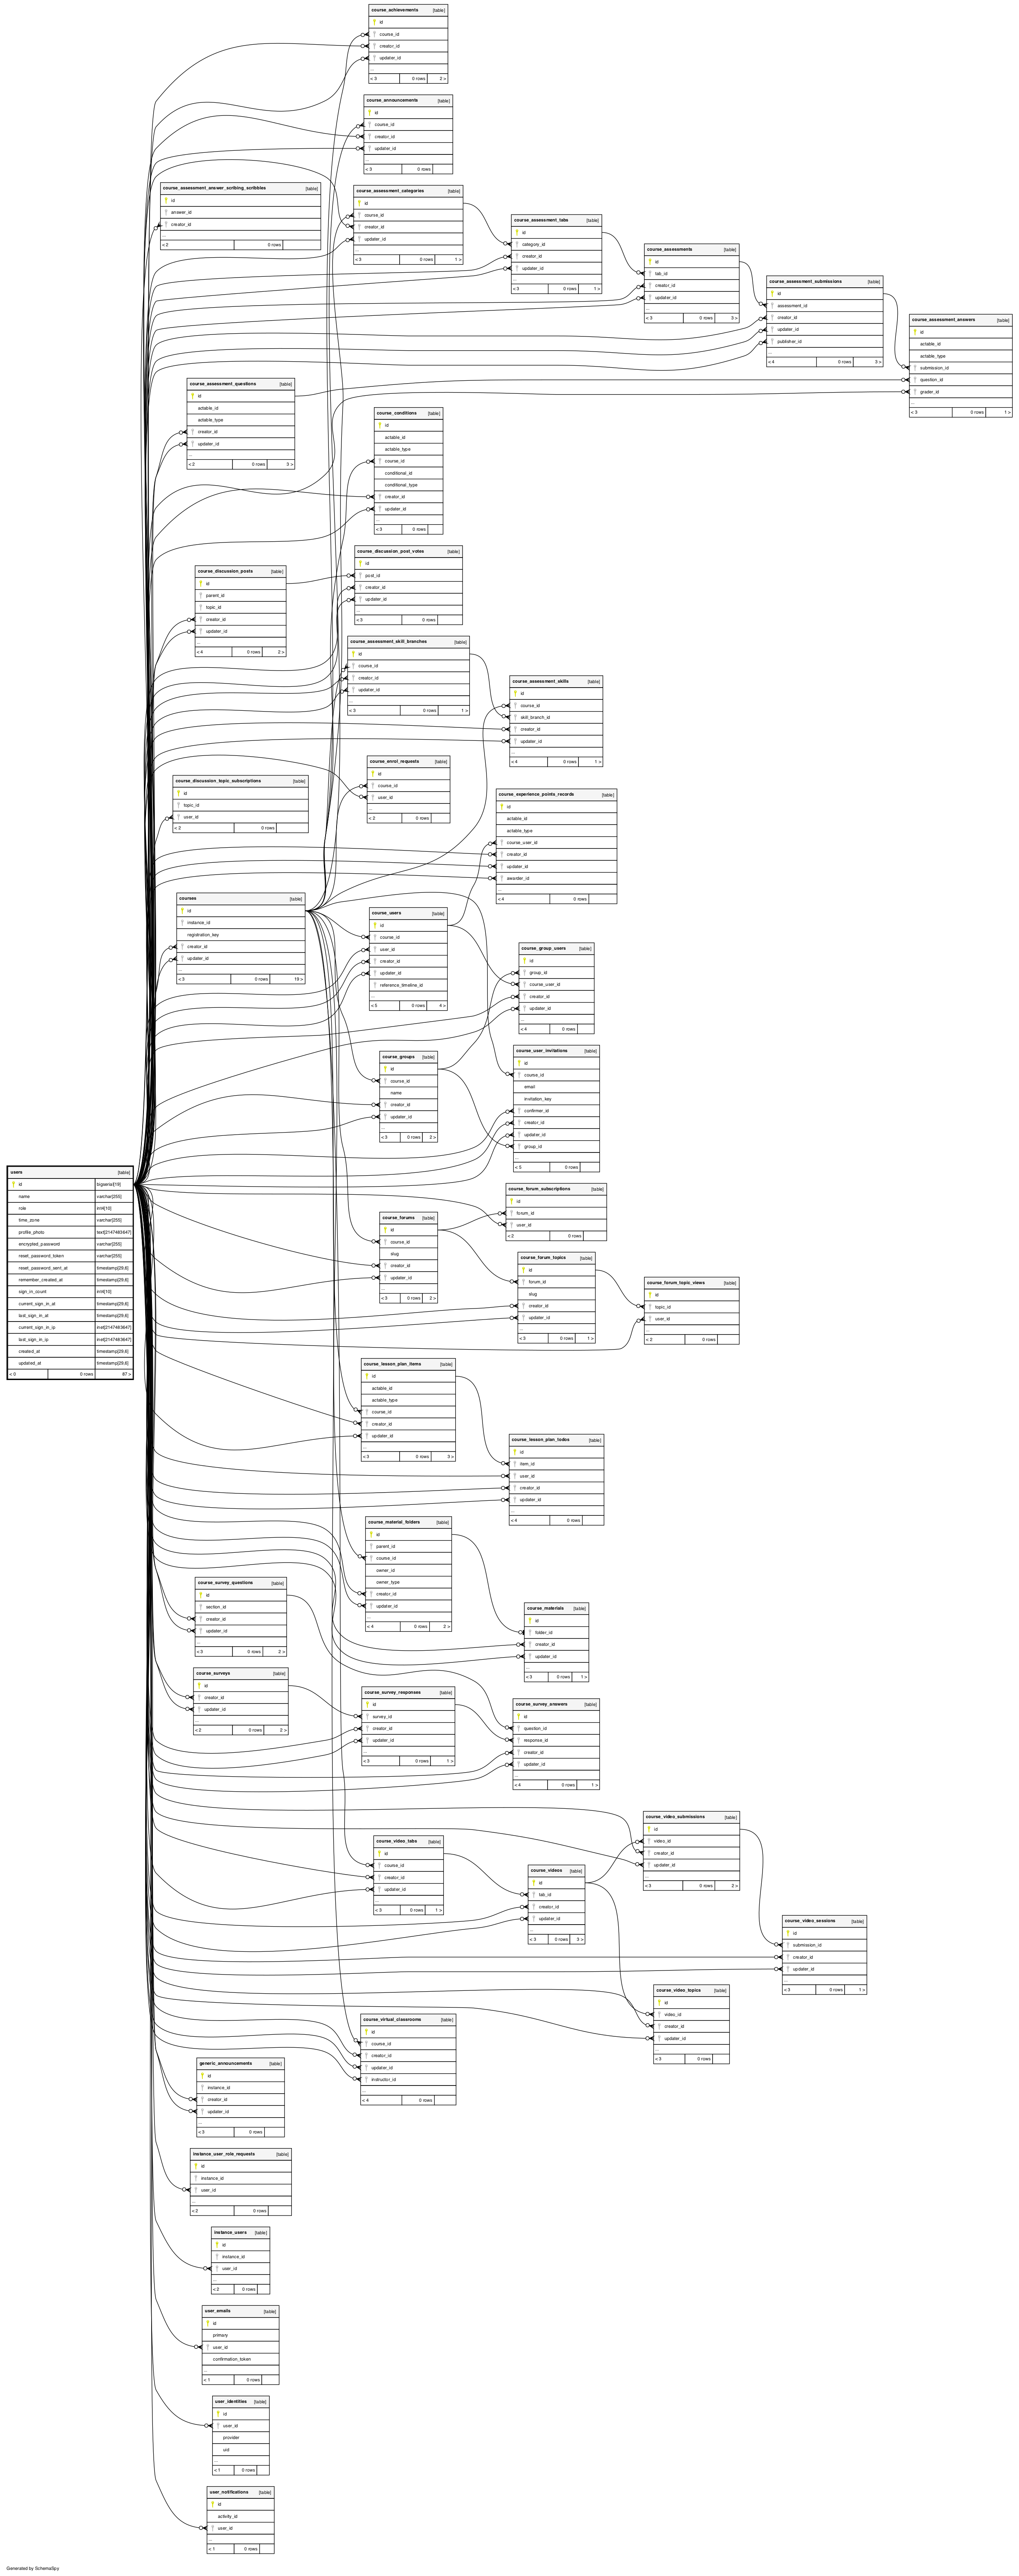 course_achievements [table]
id
course_id
creator_id
updater_id
...
< 3 0 rows 2 >
course_announcements [table]
id
course_id
creator_id
updater_id
...
< 3 0 rows
course_assessment_answer_scribing_scribbles [table]
id
answer_id
creator_id
...
< 2 0 rows
course_assessment_categories [table]
id
course_id
creator_id
updater_id
...
< 3 0 rows 1 >
course_assessment_tabs [table]
id
category_id
creator_id
updater_id
...
< 3 0 rows 1 >
course_assessments [table]
id
tab_id
creator_id
updater_id
...
< 3 0 rows 3 >
course_assessment_submissions [table]
id
assessment_id
creator_id
updater_id
publisher_id
...
< 4 0 rows 3 >
course_assessment_answers [table]
id
actable_id
actable_type
submission_id
question_id
grader_id
...
< 3 0 rows 1 >
course_assessment_questions [table]
id
actable_id
actable_type
creator_id
updater_id
...
< 2 0 rows 3 >
course_conditions [table]
id
actable_id
actable_type
course_id
conditional_id
conditional_type
creator_id
updater_id
...
< 3 0 rows
course_discussion_post_votes [table]
id
post_id
creator_id
updater_id
...
< 3 0 rows
course_discussion_posts [table]
id
parent_id
topic_id
creator_id
updater_id
...
< 4 0 rows 2 >
course_assessment_skill_branches [table]
id
course_id
creator_id
updater_id
...
< 3 0 rows 1 >
course_assessment_skills [table]
id
course_id
skill_branch_id
creator_id
updater_id
...
< 4 0 rows 1 >
course_enrol_requests [table]
id
course_id
user_id
...
< 2 0 rows
course_discussion_topic_subscriptions [table]
id
topic_id
user_id
...
< 2 0 rows
course_experience_points_records [table]
id
actable_id
actable_type
course_user_id
creator_id
updater_id
awarder_id
...
< 4 0 rows
courses [table]
id
instance_id
registration_key
creator_id
updater_id
...
< 3 0 rows 19 >
course_users [table]
id
course_id
user_id
creator_id
updater_id
reference_timeline_id
...
< 5 0 rows 4 >
course_group_users [table]
id
group_id
course_user_id
creator_id
updater_id
...
< 4 0 rows
course_groups [table]
id
course_id
name
creator_id
updater_id
...
< 3 0 rows 2 >
course_user_invitations [table]
id
course_id
email
invitation_key
confirmer_id
creator_id
updater_id
group_id
...
< 5 0 rows
users [table]
id bigserial[19]
name varchar[255]
role int4[10]
time_zone varchar[255]
profile_photo text[2147483647]
encrypted_password varchar[255]
reset_password_token varchar[255]
reset_password_sent_at timestamp[29,6]
remember_created_at timestamp[29,6]
sign_in_count int4[10]
current_sign_in_at timestamp[29,6]
last_sign_in_at timestamp[29,6]
current_sign_in_ip inet[2147483647]
last_sign_in_ip inet[2147483647]
created_at timestamp[29,6]
updated_at timestamp[29,6]
< 0 0 rows 87 >
course_forum_subscriptions [table]
id
forum_id
user_id
...
< 2 0 rows
course_forums [table]
id
course_id
slug
creator_id
updater_id
...
< 3 0 rows 2 >
course_forum_topics [table]
id
forum_id
slug
creator_id
updater_id
...
< 3 0 rows 1 >
course_forum_topic_views [table]
id
topic_id
user_id
...
< 2 0 rows
course_lesson_plan_items [table]
id
actable_id
actable_type
course_id
creator_id
updater_id
...
< 3 0 rows 3 >
course_lesson_plan_todos [table]
id
item_id
user_id
creator_id
updater_id
...
< 4 0 rows
course_material_folders [table]
id
parent_id
course_id
owner_id
owner_type
creator_id
updater_id
...
< 4 0 rows 2 >
course_materials [table]
id
folder_id
creator_id
updater_id
...
< 3 0 rows 1 >
course_survey_questions [table]
id
section_id
creator_id
updater_id
...
< 3 0 rows 2 >
course_surveys [table]
id
creator_id
updater_id
...
< 2 0 rows 2 >
course_survey_responses [table]
id
survey_id
creator_id
updater_id
...
< 3 0 rows 1 >
course_survey_answers [table]
id
question_id
response_id
creator_id
updater_id
...
< 4 0 rows 1 >
course_video_submissions [table]
id
video_id
creator_id
updater_id
...
< 3 0 rows 2 >
course_video_tabs [table]
id
course_id
creator_id
updater_id
...
< 3 0 rows 1 >
course_videos [table]
id
tab_id
creator_id
updater_id
...
< 3 0 rows 3 >
course_video_sessions [table]
id
submission_id
creator_id
updater_id
...
< 3 0 rows 1 >
course_video_topics [table]
id
video_id
creator_id
updater_id
...
< 3 0 rows
course_virtual_classrooms [table]
id
course_id
creator_id
updater_id
instructor_id
...
< 4 0 rows
generic_announcements [table]
id
instance_id
creator_id
updater_id
...
< 3 0 rows
instance_user_role_requests [table]
id
instance_id
user_id
...
< 2 0 rows
instance_users [table]
id
instance_id
user_id
...
< 2 0 rows
user_emails [table]
id
primary
user_id
confirmation_token
...
< 1 0 rows
user_identities [table]
id
user_id
provider
uid
...
< 1 0 rows
user_notifications [table]
id
activity_id
user_id
...
< 1 0 rows
Generated by SchemaSpy